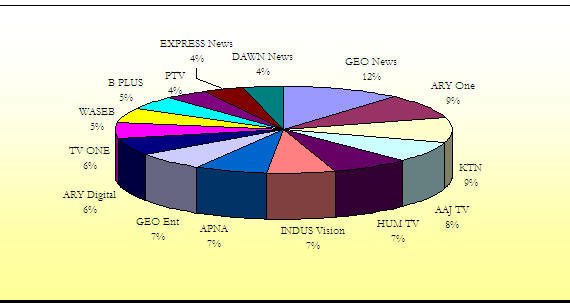 EXPRESS News
4%
DAWN News
4%
GEO News
12%
ARY One
9%
KTN
9%
AAJ TV
8%
HUM TV
7%
INDUS Vision
7%
APNA
7%
GEO Ent
7%
ARY Digital
6%
TV ONE
6%
WASEB
5%
B PLUS
5%
PTV
4%